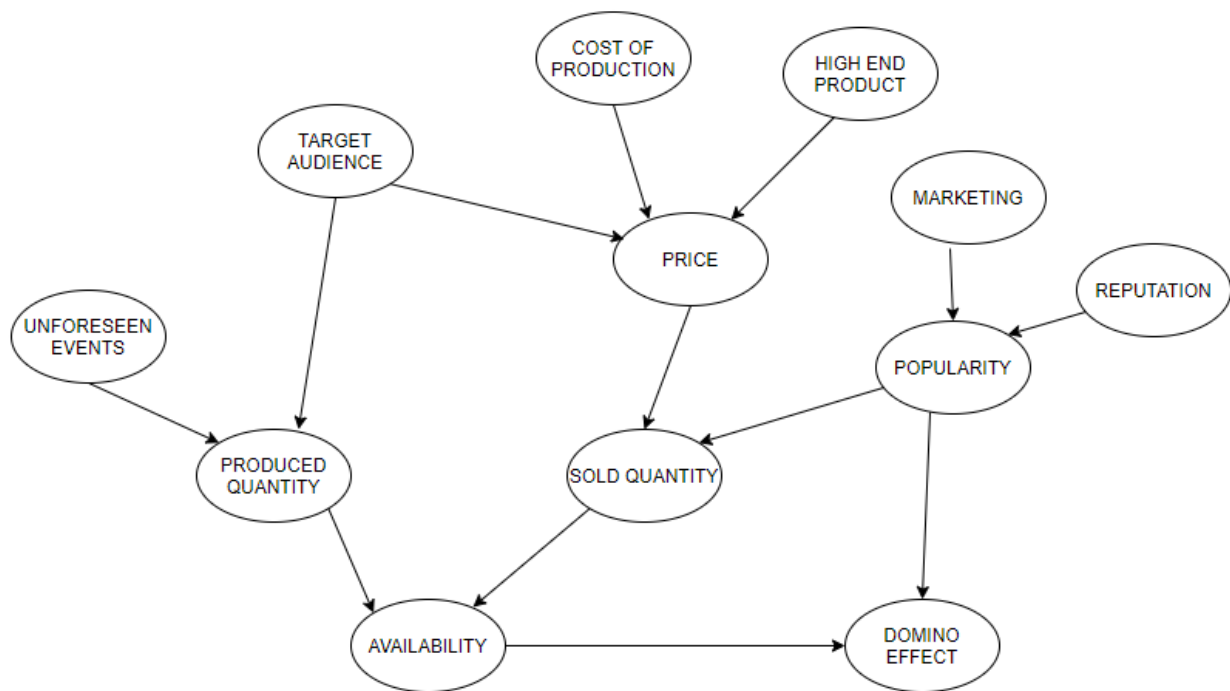 COST OF
PRODUCTION
HIGH END
PRODUCT
TARGET
AUDIENCE
MARKETING
PRICE
REPUTATION
UNFORESEEN
EVENTS
POPULARITY
PRODUCED
QUANTITY
SOLD QUANTITY
AVAILABILITY
DOMINO
EFFECT